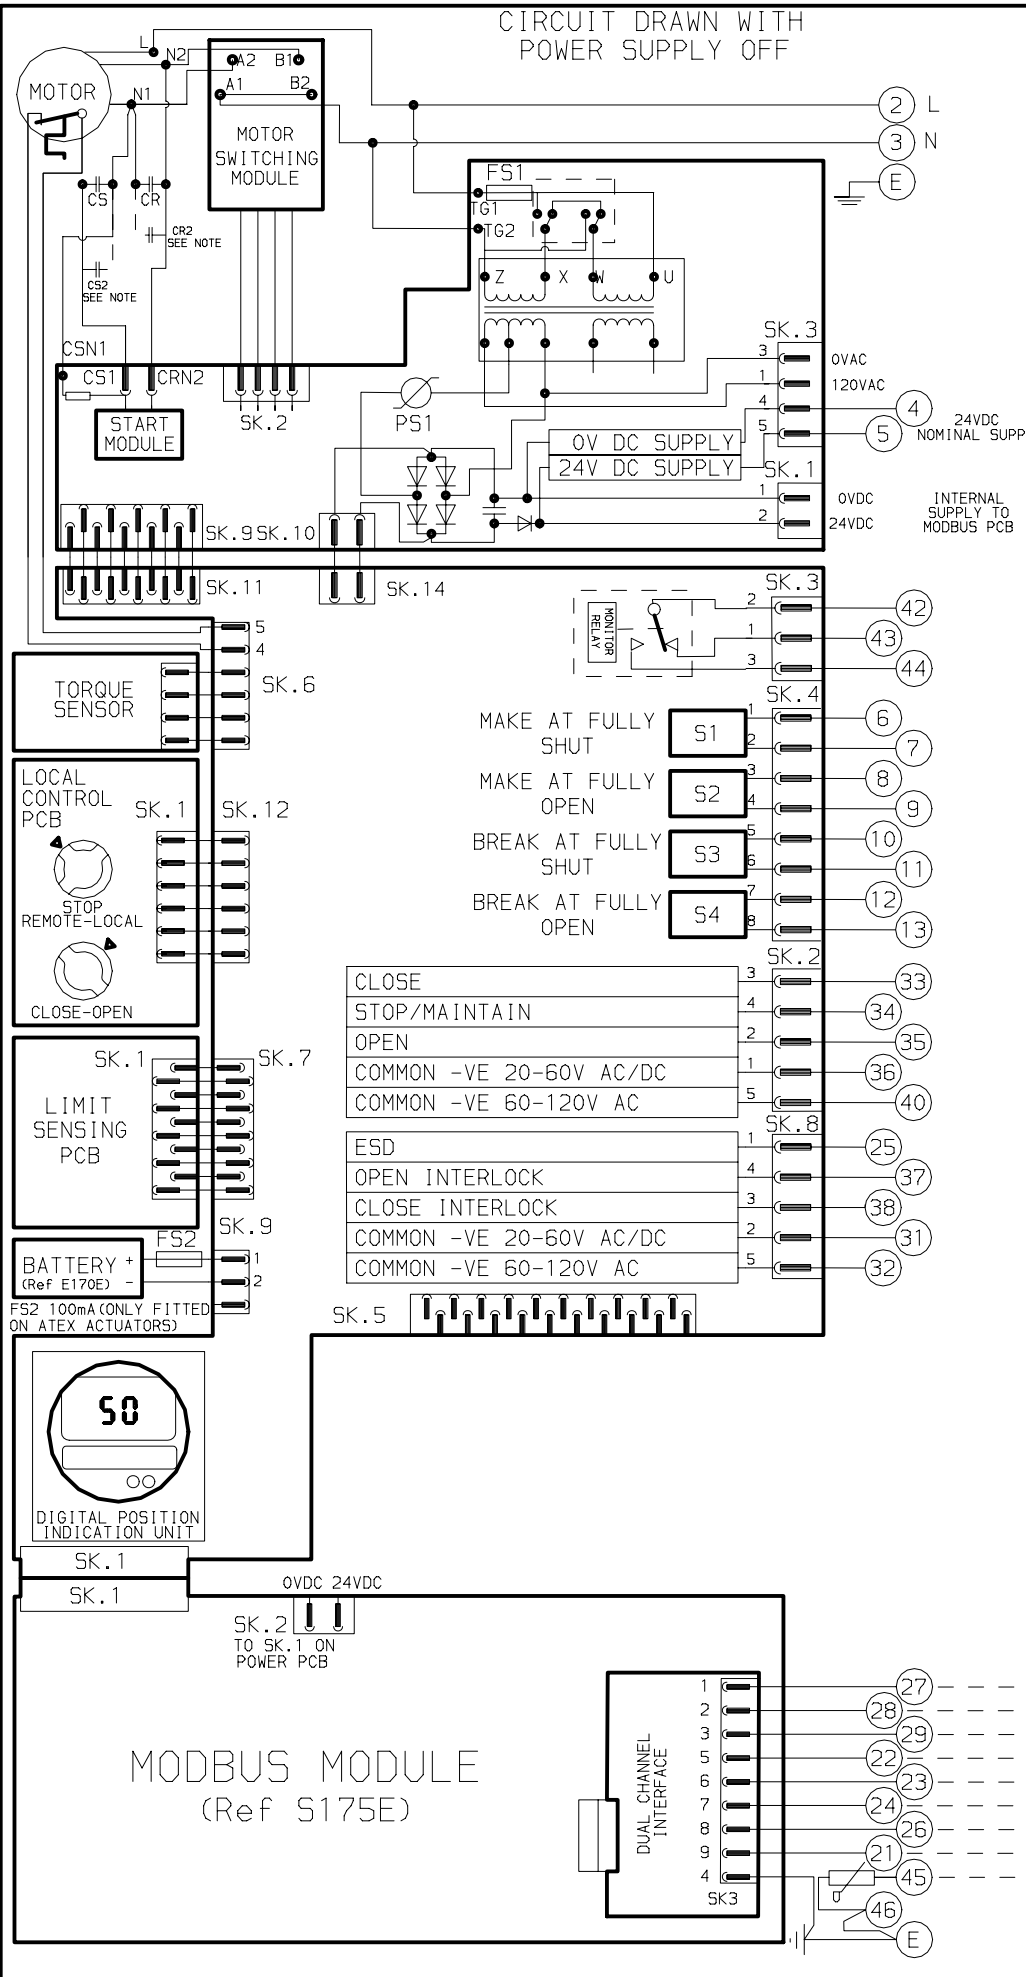 CIRCUIT DRAWN WITH
POWER SUPPLY OFF
L
N2
A2
B1
MOTOR
N1
A1
B2
2
L
MOTOR
SWITCHING
MODULE
3
N
E
FS1
CS
CR
TG1
TG2
CR2
SEE NOTE
CS2
SEE NOTE
Z
X
W
U
SK.3
CSN1
3
0VAC
CS1
CRN2
1
120VAC
START
MODULE
SK.2
PS1
4
4
24VDC
NOMINAL SUPP
0V DC SUPPLY
5
5
24V DC SUPPLY
SK.1
1
0VDC
INTERNAL
SUPPLY TO
MODBUS PCB
2
24VDC
SK.9
SK.10
SK.11
SK.14
SK.3
MONITOR
RELAY
2
42
1
43
3
44
5
4
SK.6
TORQUE
SENSOR
SK.4
MAKE AT FULLY
SHUT
S1
1
6
2
7
MAKE AT FULLY
OPEN
S2
3
8
4
9
BREAK AT FULLY
SHUT
S3
5
10
6
11
BREAK AT FULLY
OPEN
S4
7
12
8
13
LOCAL
CONTROL
PCB
SK.1
SK.12
STOP
REMOTE-LOCAL
CLOSE-OPEN
SK.2
CLOSE
3
33
STOP/MAINTAIN
4
34
OPEN
2
35
COMMON -VE 20-60V AC/DC
1
36
COMMON -VE 60-120V AC
5
40
SK.1
SK.7
LIMIT
SENSING
PCB
SK.8
ESD
1
25
OPEN INTERLOCK
4
37
CLOSE INTERLOCK
3
38
COMMON -VE 20-60V AC/DC
2
31
COMMON -VE 60-120V AC
5
32
SK.9
FS2
BATTERY +
(Ref E170E) -
1
2
FS2 100mA(ONLY FITTED
ON ATEX ACTUATORS)
SK.5
50
DIGITAL POSITION
INDICATION UNIT
SK.1
SK.1
0VDC 24VDC
SK.2
TO SK.1 ON
POWER PCB
MODBUS MODULE
(Ref S175E)
DUAL CHANNEL
INTERFACE
1
27
2
28
3
29
5
22
6
23
7
24
8
26
9
21
4
45
SK3
U
46
E